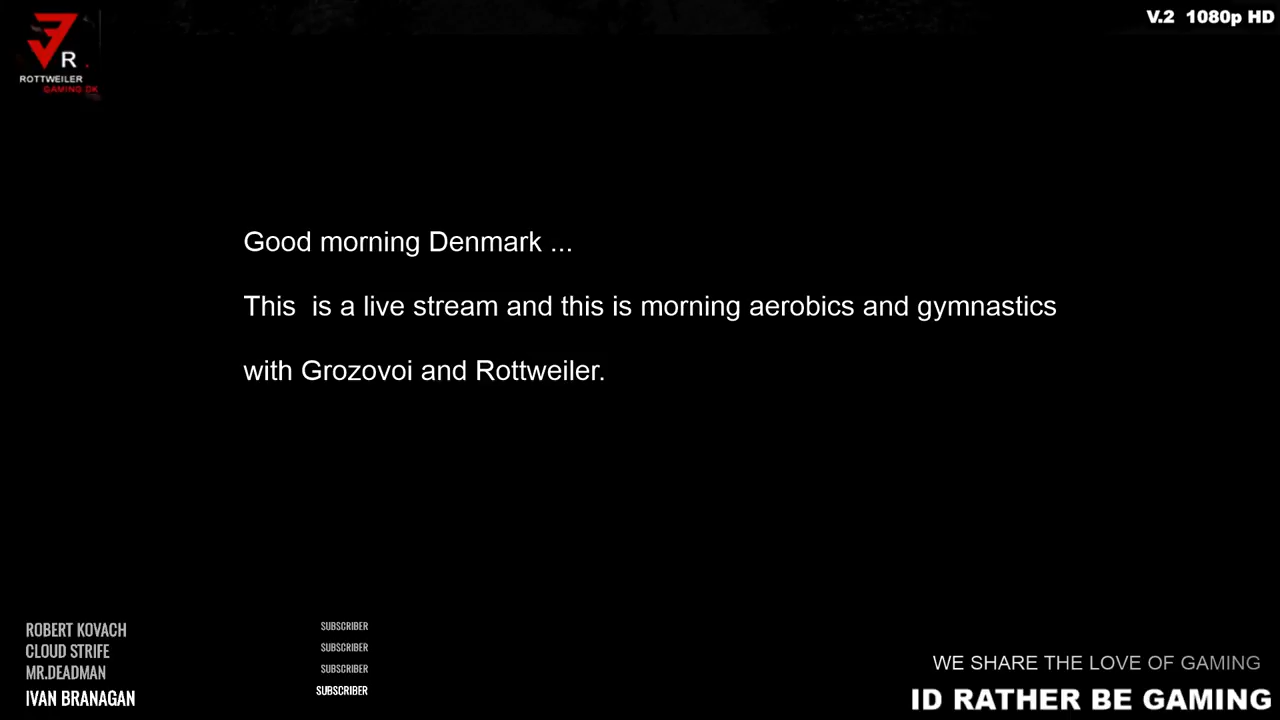 V.2 1080p HD
R
ROTTWEILER
GAMING DK
Good morning Denmark ...
This is a live stream and this is morning aerobics and gymnastics
with Grozovoi and Rottweiler.
ROBERT KOVACH SUBSCRIBER
CLOUD STRIFE SUBSCRIBER
MR.DEADMAN SUBSCRIBER
IVAN BRANAGAN SUBSCRIBER
WE SHARE THE LOVE OF GAMING
ID RATHER BE GAMING